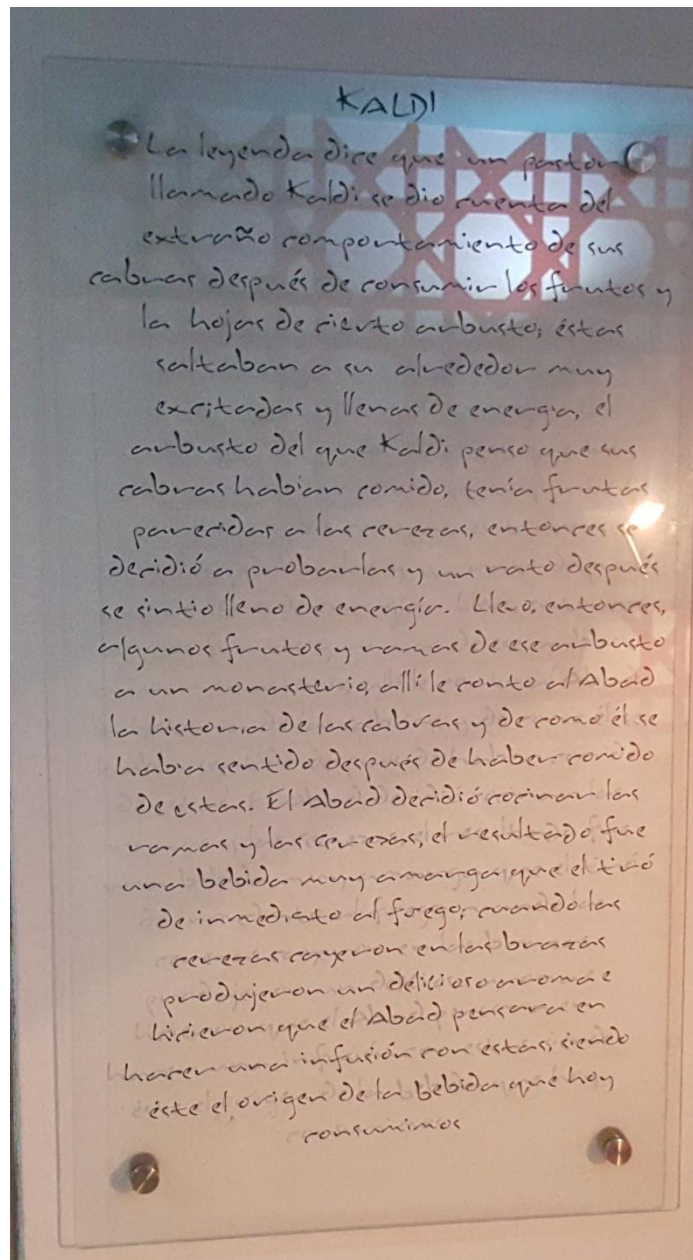 KALDI
La leyenda dice que un pastor
llamado Kaldi se dio cuenta del
extraño comportamiento de sus
cabras después de consumir los frutos y
la hojas de cierto arbusto; éstas
saltaban a su alrededor muy
excitadas y llenas de energia, el
arbusto del que Kaldi penso que sus
cabras habian comido, tenía frutas
parecidas a las cerezas, entonces se
decidió a probarlas y un rato después
se sintio lleno de energía. Llevo, entonces,
algunos frutos y ramas de ese arbusto
a un monasterio, allí le conto al Abad
la historia de las cabras y de como él se
habia sentido después de haber comido
de estas. El Abad decidió cocinar las
ramas y las cerezas, el resultado fue
una bebida muy amarga que el tiró
de inmediato al fuego, cuando las
cerezas cayeron en las brazas
produjeron un delicioso aroma e
hicieron que el Abad pensara en
hacer una infusión con estas, siendo
éste el origen de la bebida que hoy
consumimos